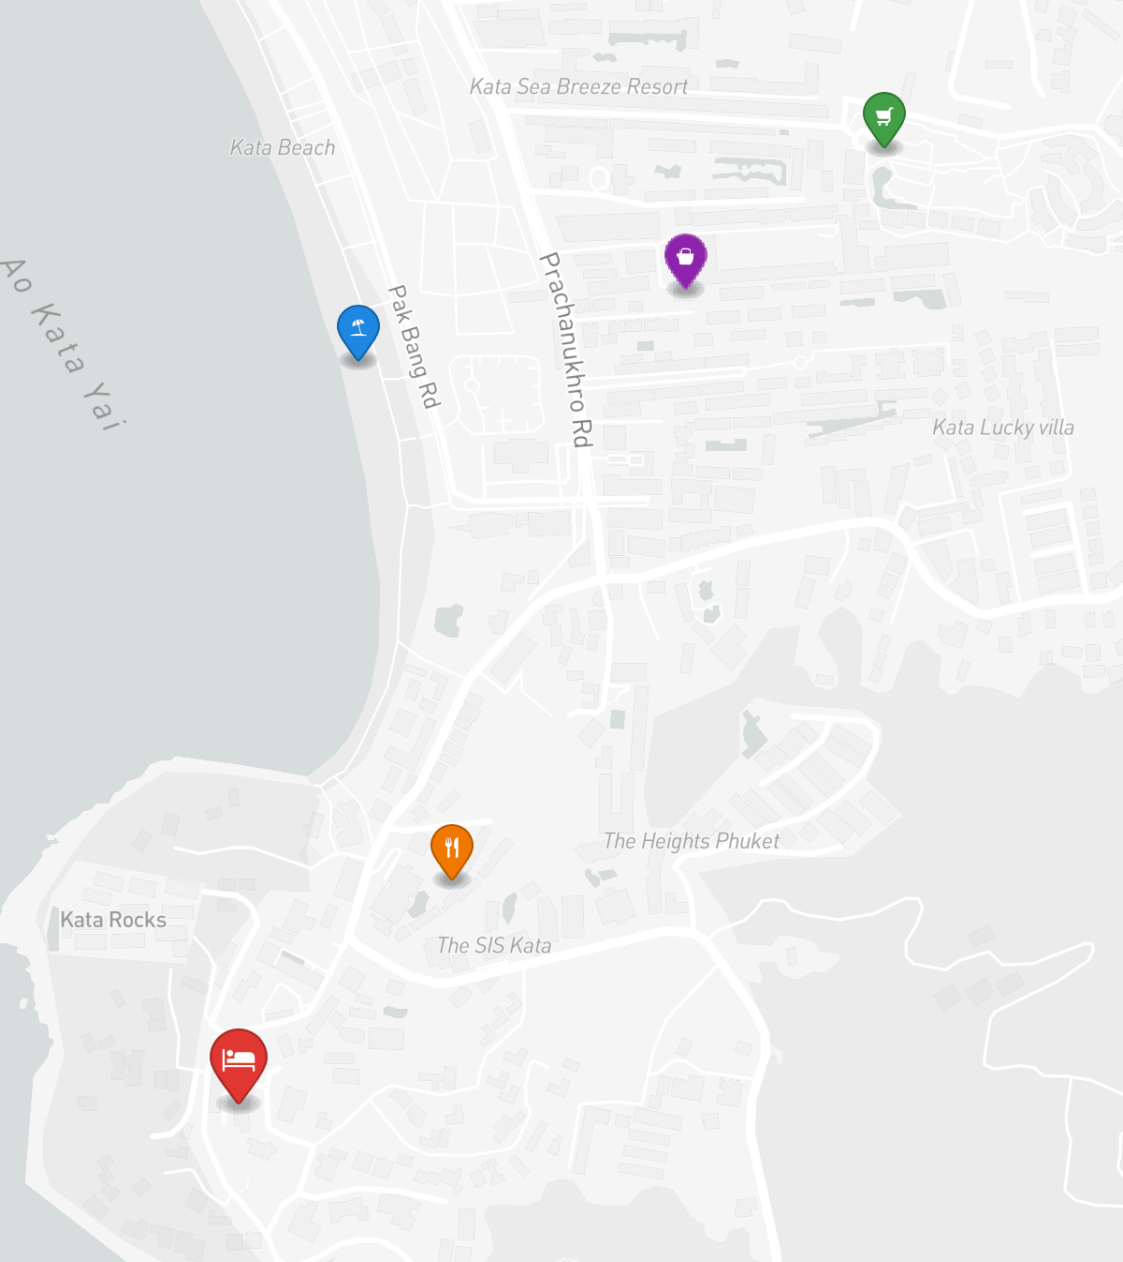 Kata Sea Breeze Resort
Kata Beach
Ao Kata Yai
Pak Bang Rd
Prachanukhro Rd
Kata Lucky villa
The Heights Phuket
Kata Rocks
The SIS Kata